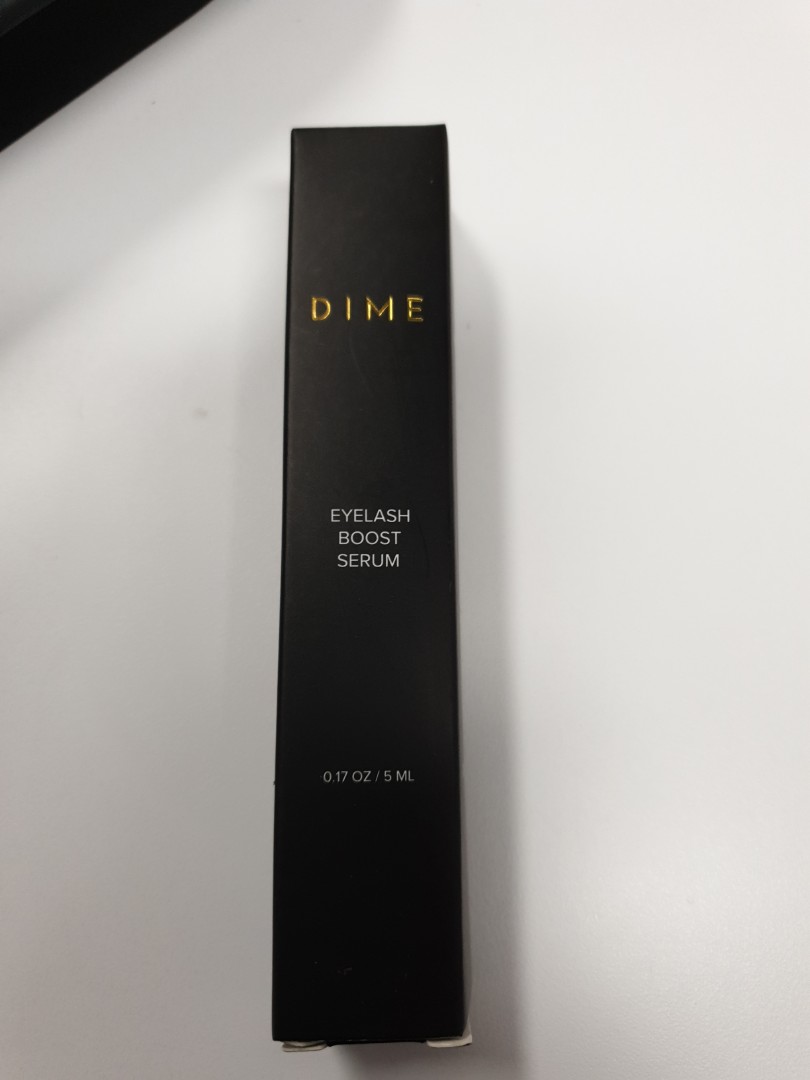 DIME
EYELASH
BOOST
SERUM
0.17 OZ / 5 ML